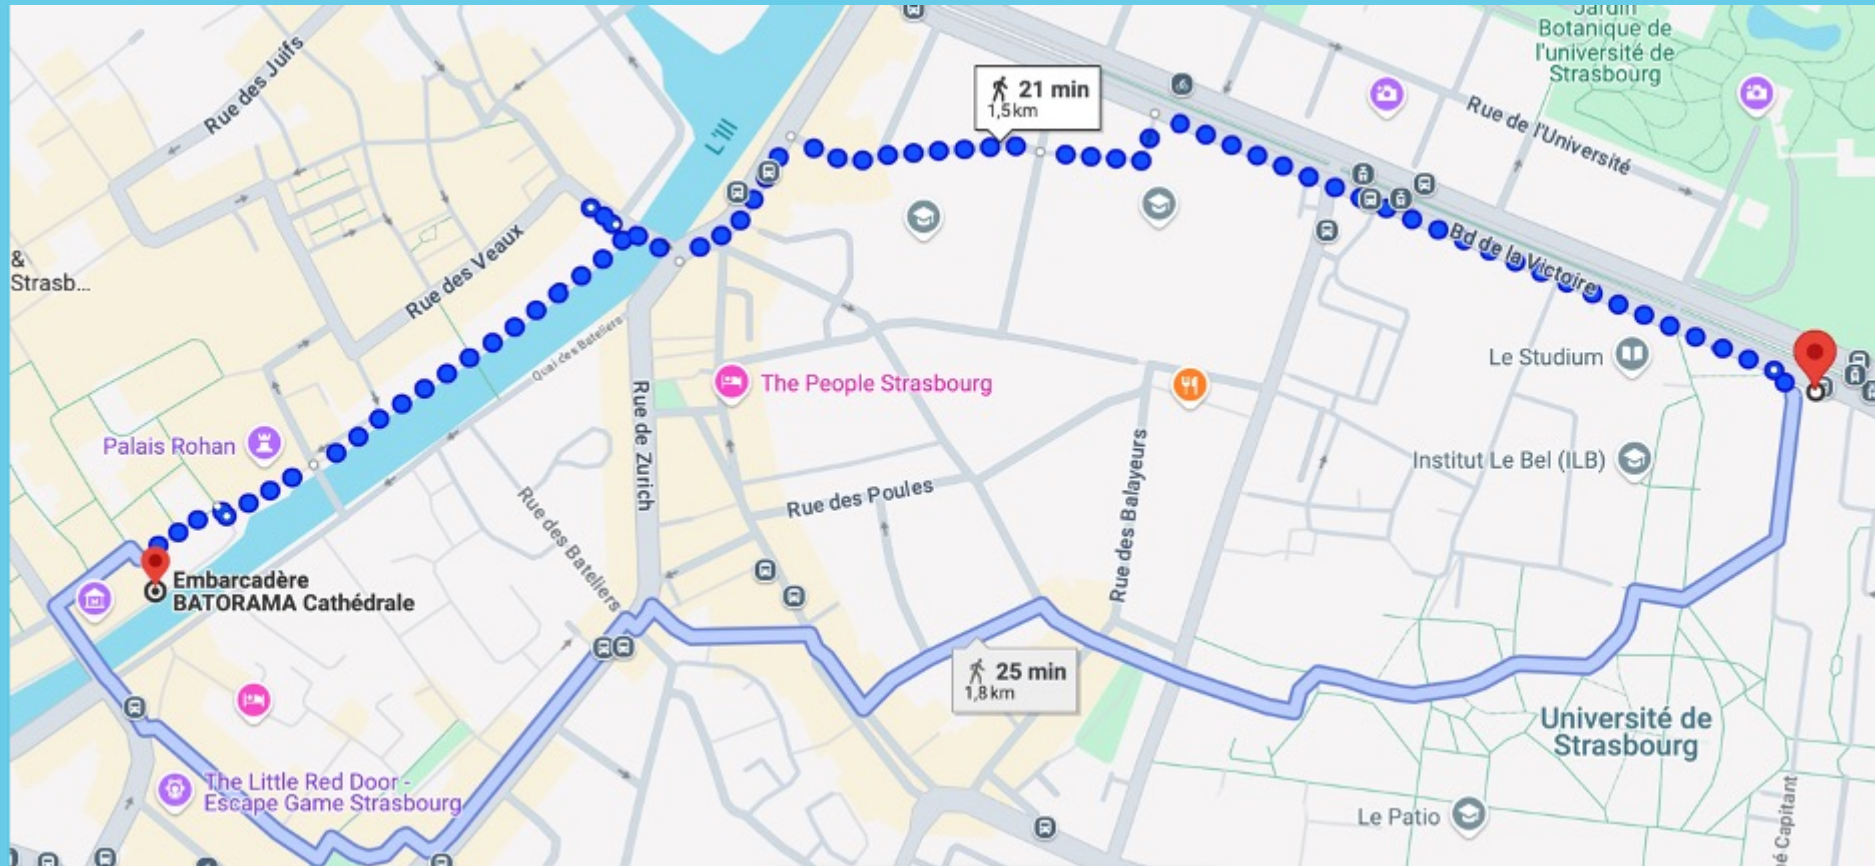 Jardin
Botanique de
l'université de
Strasbourg
Rue des Juifs
21 min
1,5 km
L'Ill
Rue de l'Université
&
Strasb...
Rue des Veaux
Bd de la Victoire
Quai des Bateliers
Le Studium
The People Strasbourg
Rue de Zurich
Palais Rohan
Institut Le Bel (ILB)
Rue des Poules
Rue des Balayeurs
Rue des Bateliers
Embarcadère
BATORAMA Cathédrale
25 min
1,8 km
Université de
Strasbourg
The Little Red Door -
Escape Game Strasbourg
Le Patio
é Capitant